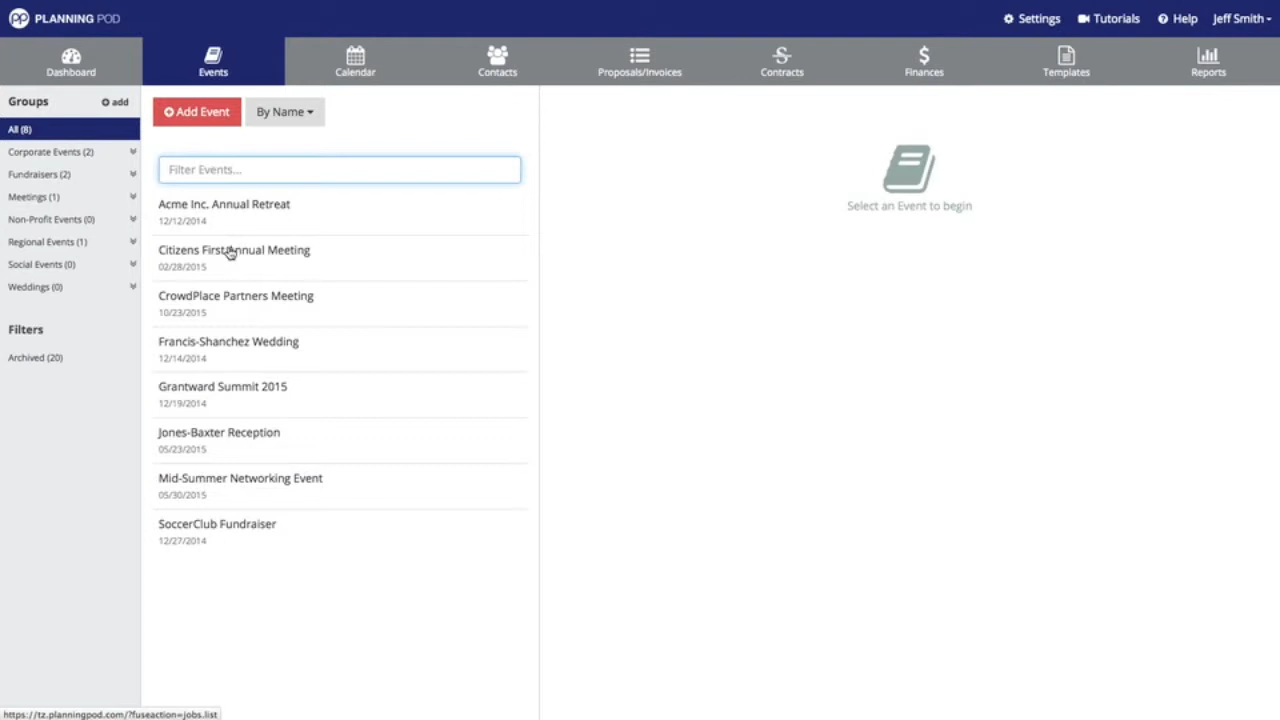 PLANNING POD
Settings
Tutorials
Help
Jeff Smith
Dashboard
Events
Calendar
Contacts
Proposals/Invoices
Contracts
Finances
Templates
Reports
Groups
add
All (8)
Corporate Events (2)
Fundraisers (2)
Meetings (1)
Non-Profit Events (0)
Regional Events (1)
Social Events (0)
Weddings (0)
Filters
Archived (20)
Add Event
By Name
Filter Events...
Acme Inc. Annual Retreat
12/12/2014
Citizens First Annual Meeting
02/28/2015
CrowdPlace Partners Meeting
10/23/2015
Francis-Shanchez Wedding
12/14/2014
Grantward Summit 2015
12/19/2014
Jones-Baxter Reception
05/23/2015
Mid-Summer Networking Event
05/30/2015
SoccerClub Fundraiser
12/27/2014
Select an Event to begin
https://tz.planningpod.com/?fuseaction=jobs.list